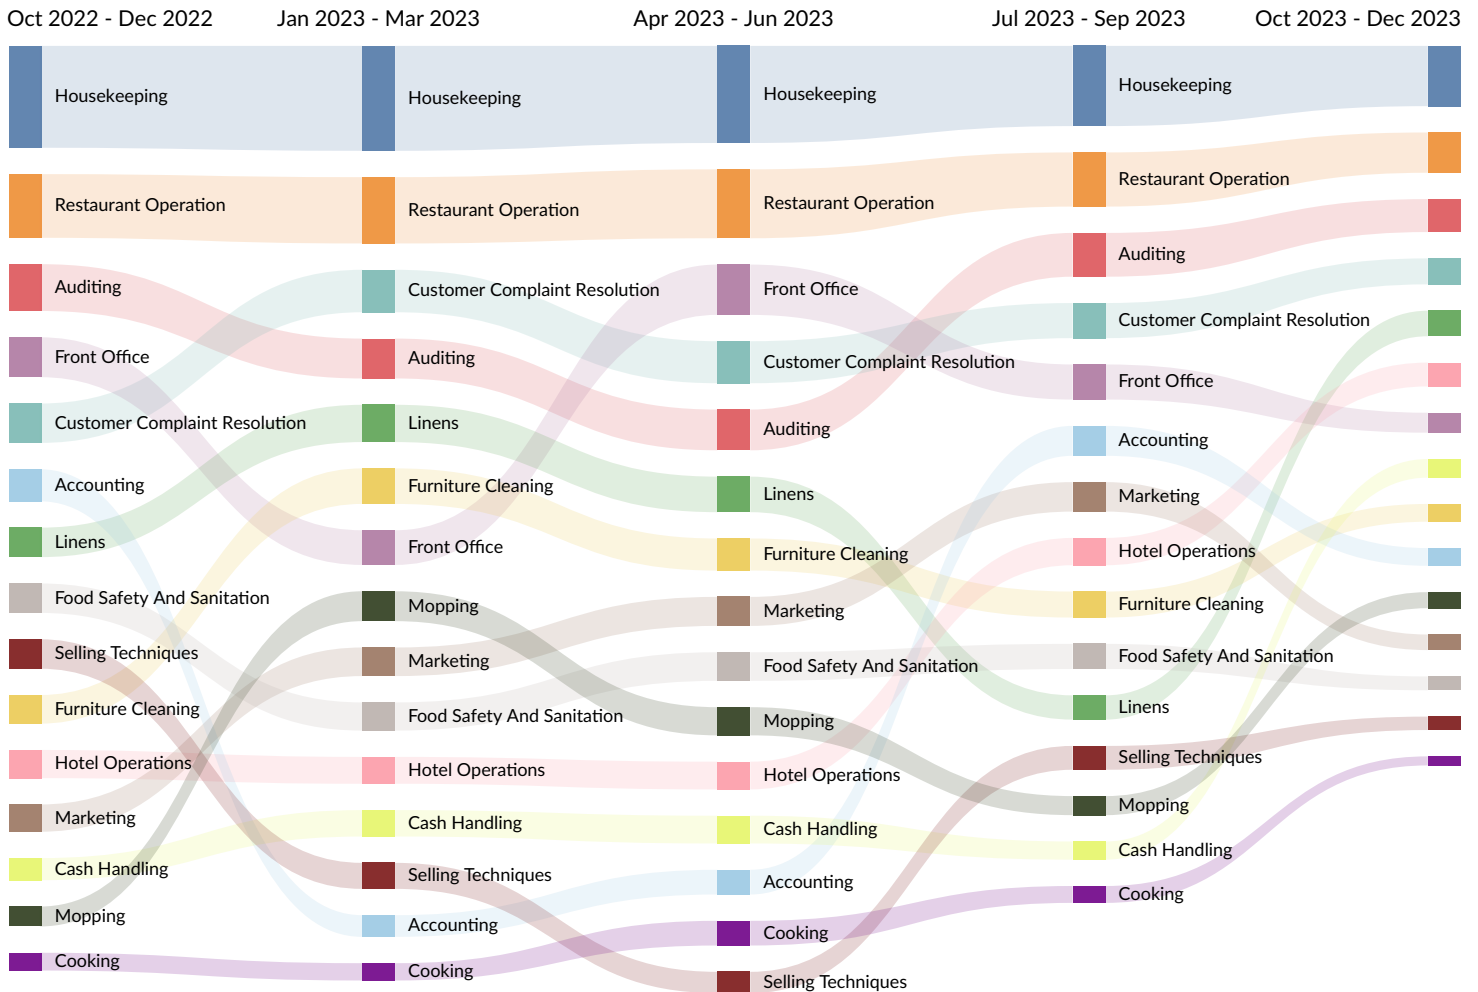 Oct 2022 - Dec 2022
Jan 2023 - Mar 2023
Apr 2023 - Jun 2023
Jul 2023 - Sep 2023
Oct 2023 - Dec 2023
Housekeeping
Restaurant Operation
Auditing
Front Office
Customer Complaint Resolution
Accounting
Linens
Food Safety And Sanitation
Selling Techniques
Furniture Cleaning
Hotel Operations
Marketing
Cash Handling
Mopping
Cooking
Housekeeping
Restaurant Operation
Customer Complaint Resolution
Auditing
Linens
Furniture Cleaning
Front Office
Mopping
Marketing
Food Safety And Sanitation
Hotel Operations
Cash Handling
Selling Techniques
Accounting
Cooking
Housekeeping
Restaurant Operation
Front Office
Customer Complaint Resolution
Auditing
Linens
Furniture Cleaning
Marketing
Food Safety And Sanitation
Mopping
Hotel Operations
Cash Handling
Accounting
Cooking
Selling Techniques
Housekeeping
Restaurant Operation
Auditing
Customer Complaint Resolution
Front Office
Accounting
Marketing
Hotel Operations
Furniture Cleaning
Food Safety And Sanitation
Linens
Selling Techniques
Mopping
Cash Handling
Cooking